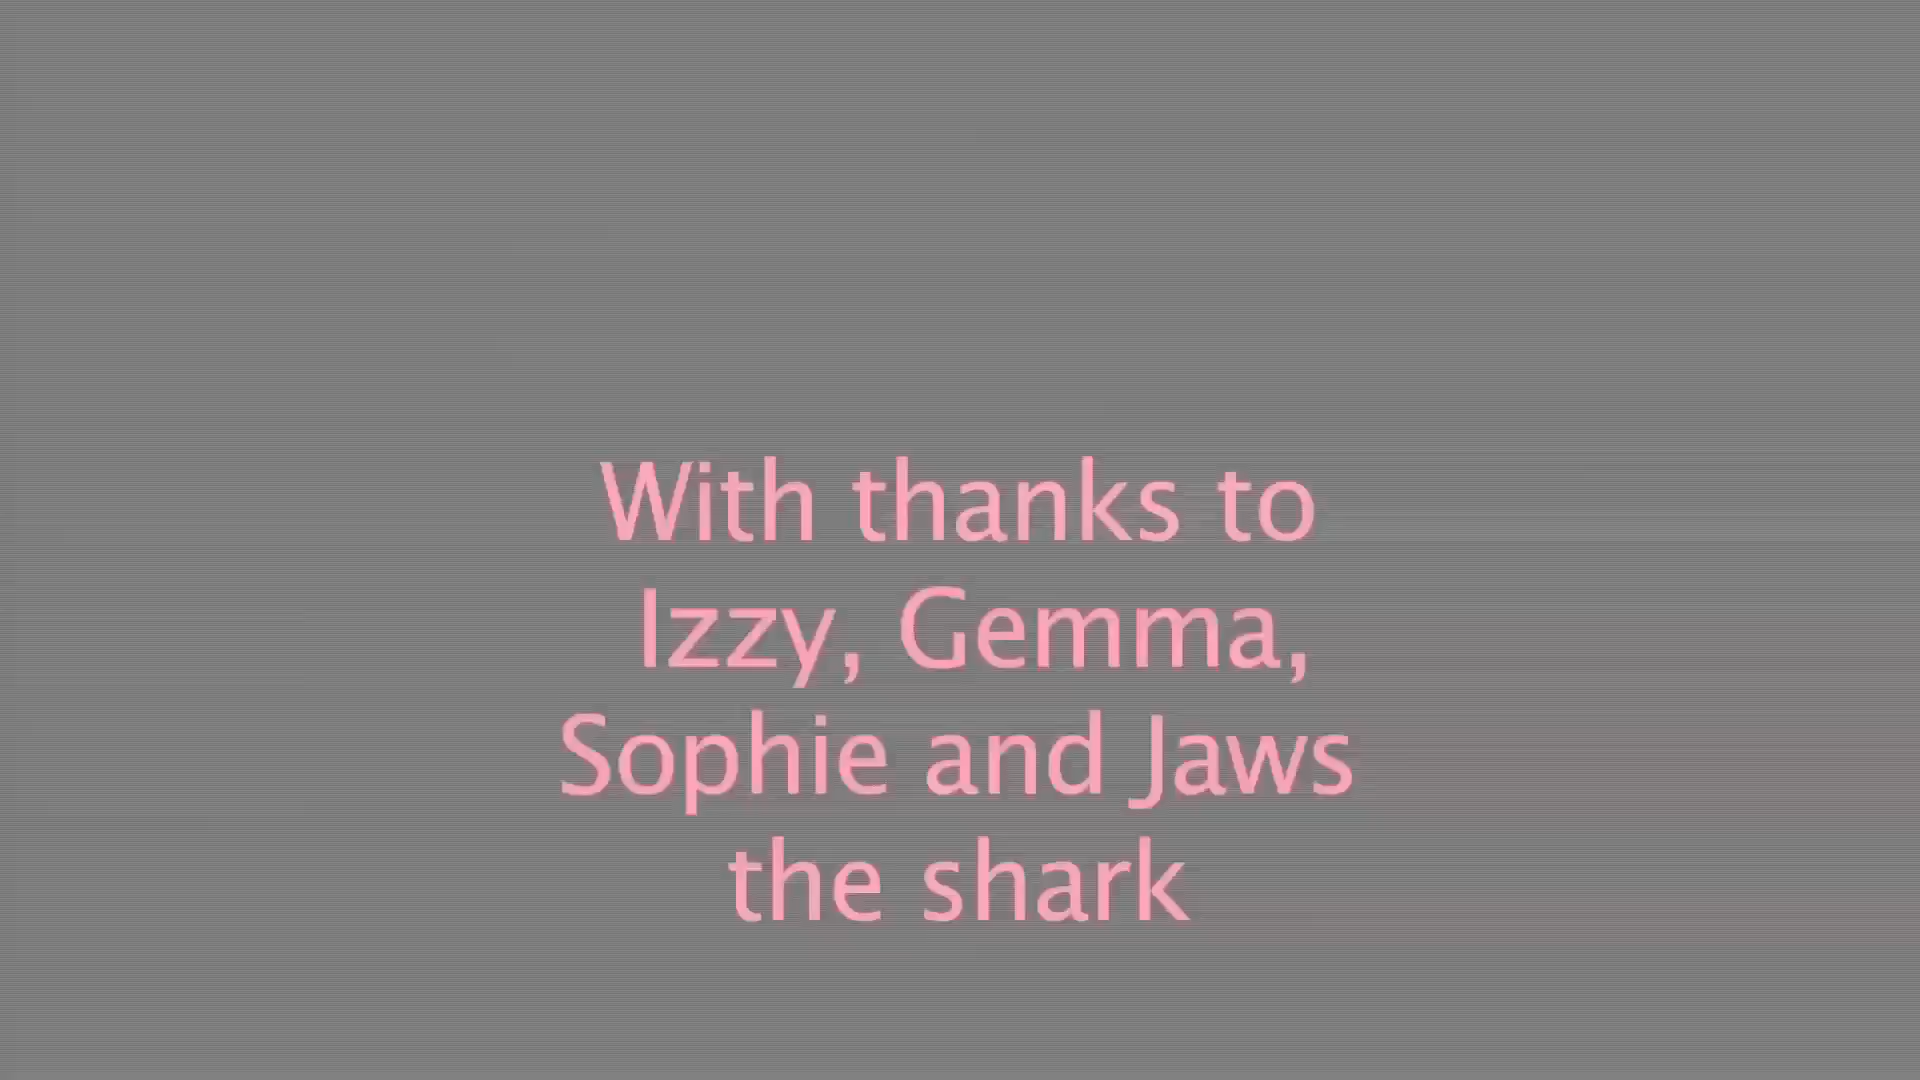 With thanks to
Izzy, Gemma,
Sophie and Jaws
the shark